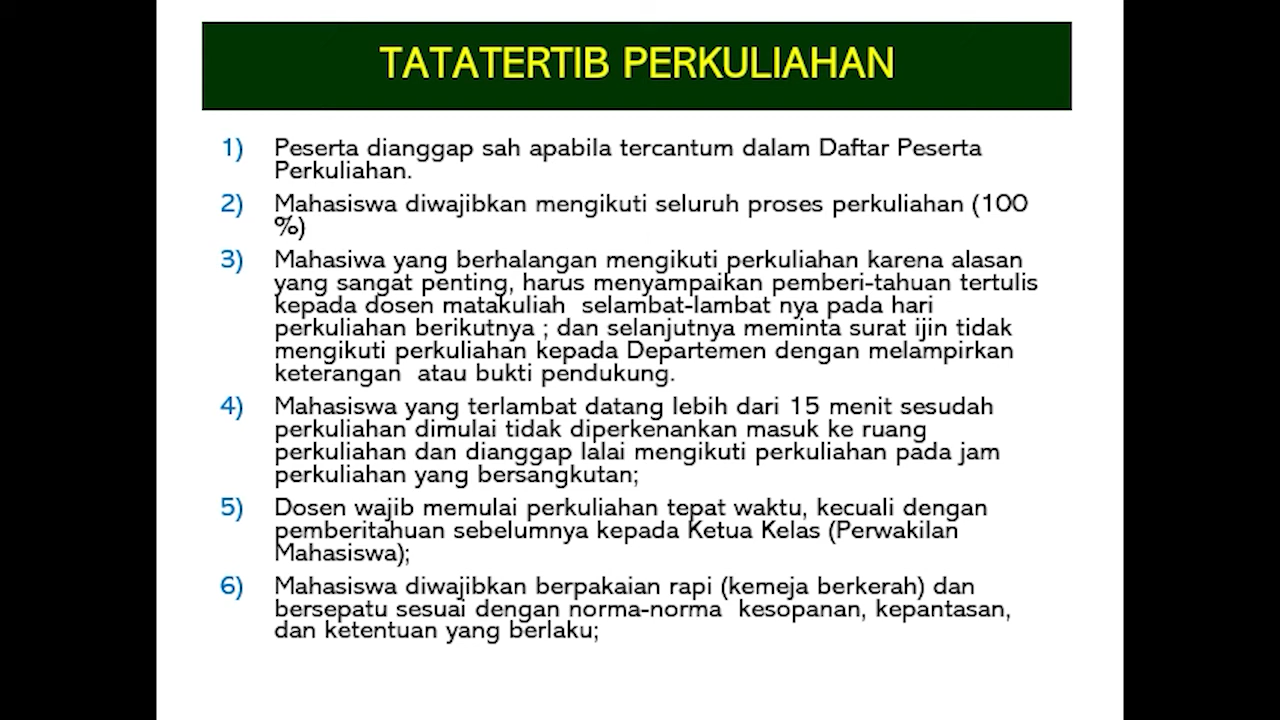 TATATERTIB PERKULIAHAN
1) Peserta dianggap sah apabila tercantum dalam Daftar Peserta
Perkuliahan.
2) Mahasiswa diwajibkan mengikuti seluruh proses perkuliahan (100
%)
3) Mahasiwa yang berhalangan mengikuti perkuliahan karena alasan
yang sangat penting, harus menyampaikan pemberi-tahuan tertulis
kepada dosen matakuliah  selambat-lambat nya pada hari
perkuliahan berikutnya ; dan selanjutnya meminta surat ijin tidak
mengikuti perkuliahan kepada Departemen dengan melampirkan
keterangan  atau bukti pendukung.
4) Mahasiswa yang terlambat datang lebih dari 15 menit sesudah
perkuliahan dimulai tidak diperkenankan masuk ke ruang
perkuliahan dan dianggap lalai mengikuti perkuliahan pada jam
perkuliahan yang bersangkutan;
5) Dosen wajib memulai perkuliahan tepat waktu, kecuali dengan
pemberitahuan sebelumnya kepada Ketua Kelas (Perwakilan
Mahasiswa);
6) Mahasiswa diwajibkan berpakaian rapi (kemeja berkerah) dan
bersepatu sesuai dengan norma-norma  kesopanan, kepantasan,
dan ketentuan yang berlaku;